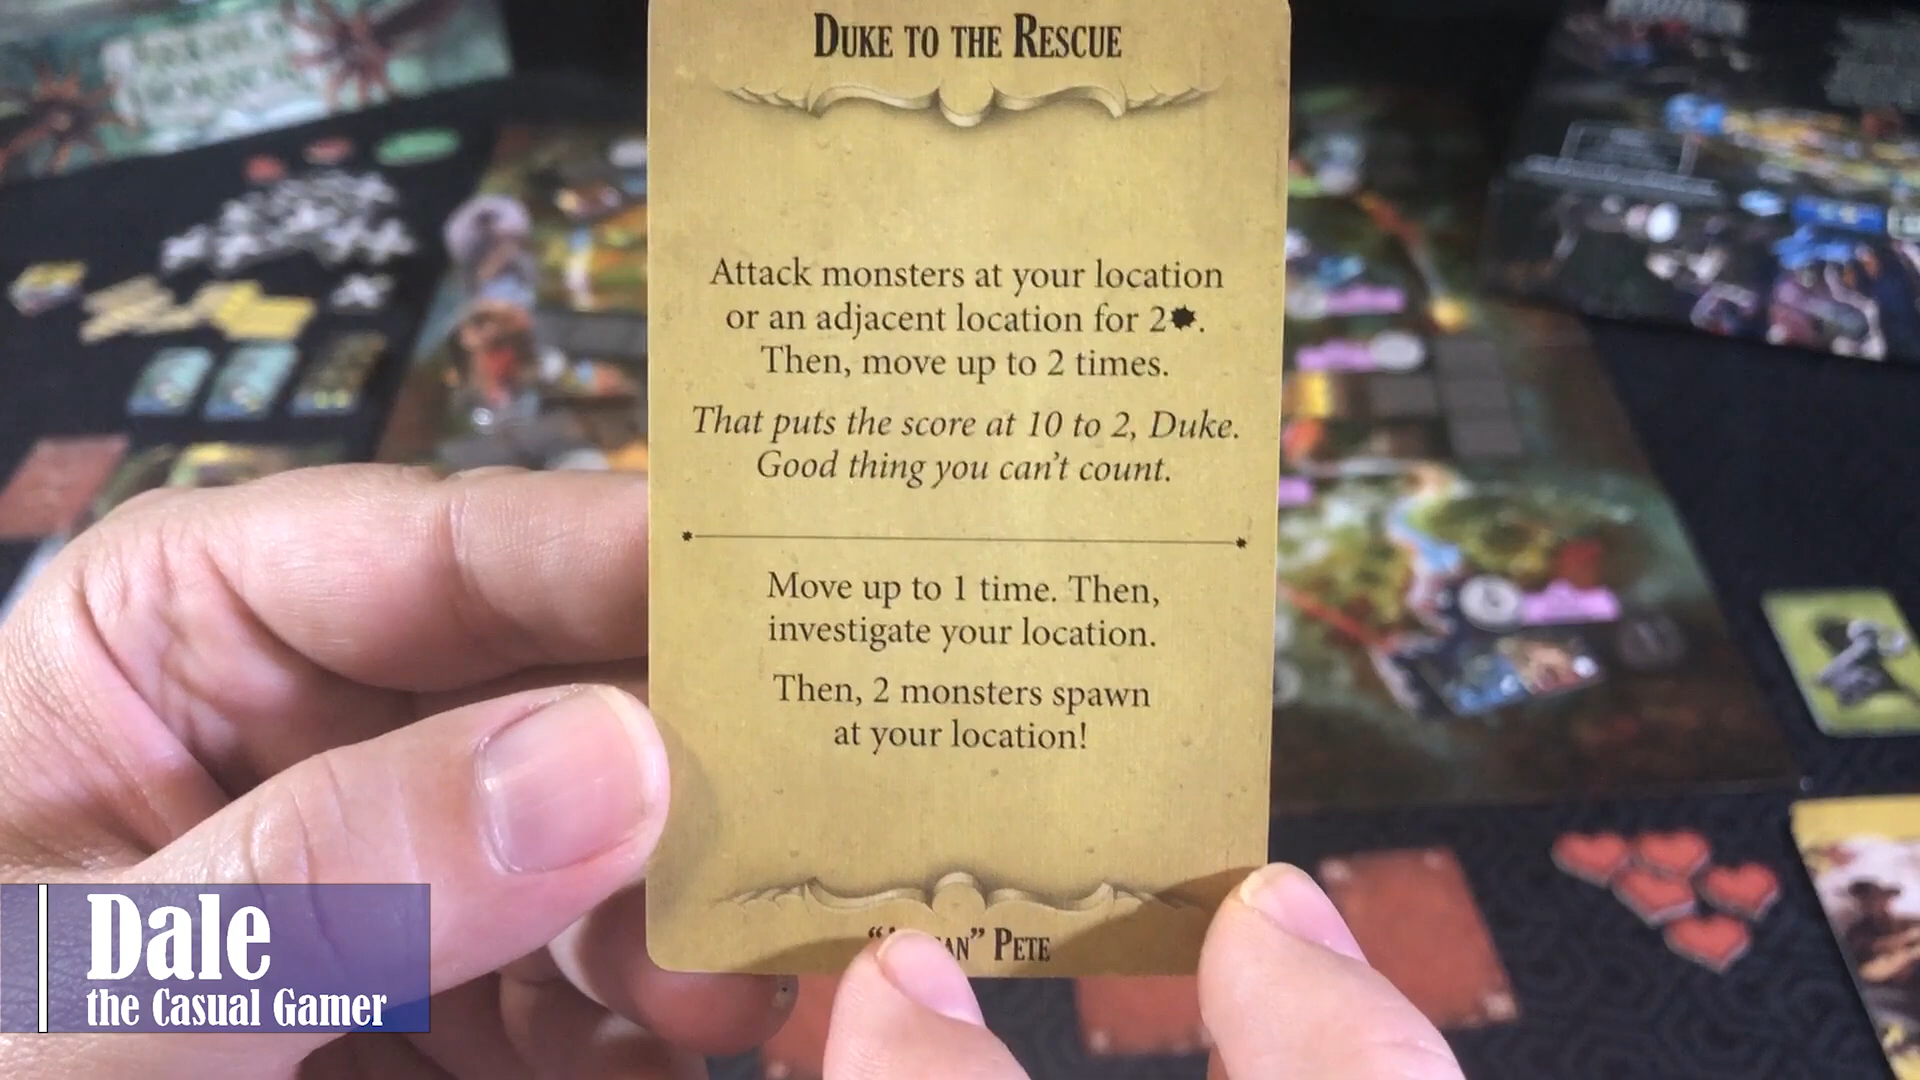 DUKE TO THE RESCUE
Attack monsters at your location
or an adjacent location for 2.
Then, move up to 2 times.
That puts the score at 10 to 2, Duke.
Good thing you can't count.
Move up to 1 time. Then,
investigate your location.
Then, 2 monsters spawn
at your location!
PETE
Dale
the Casual Gamer